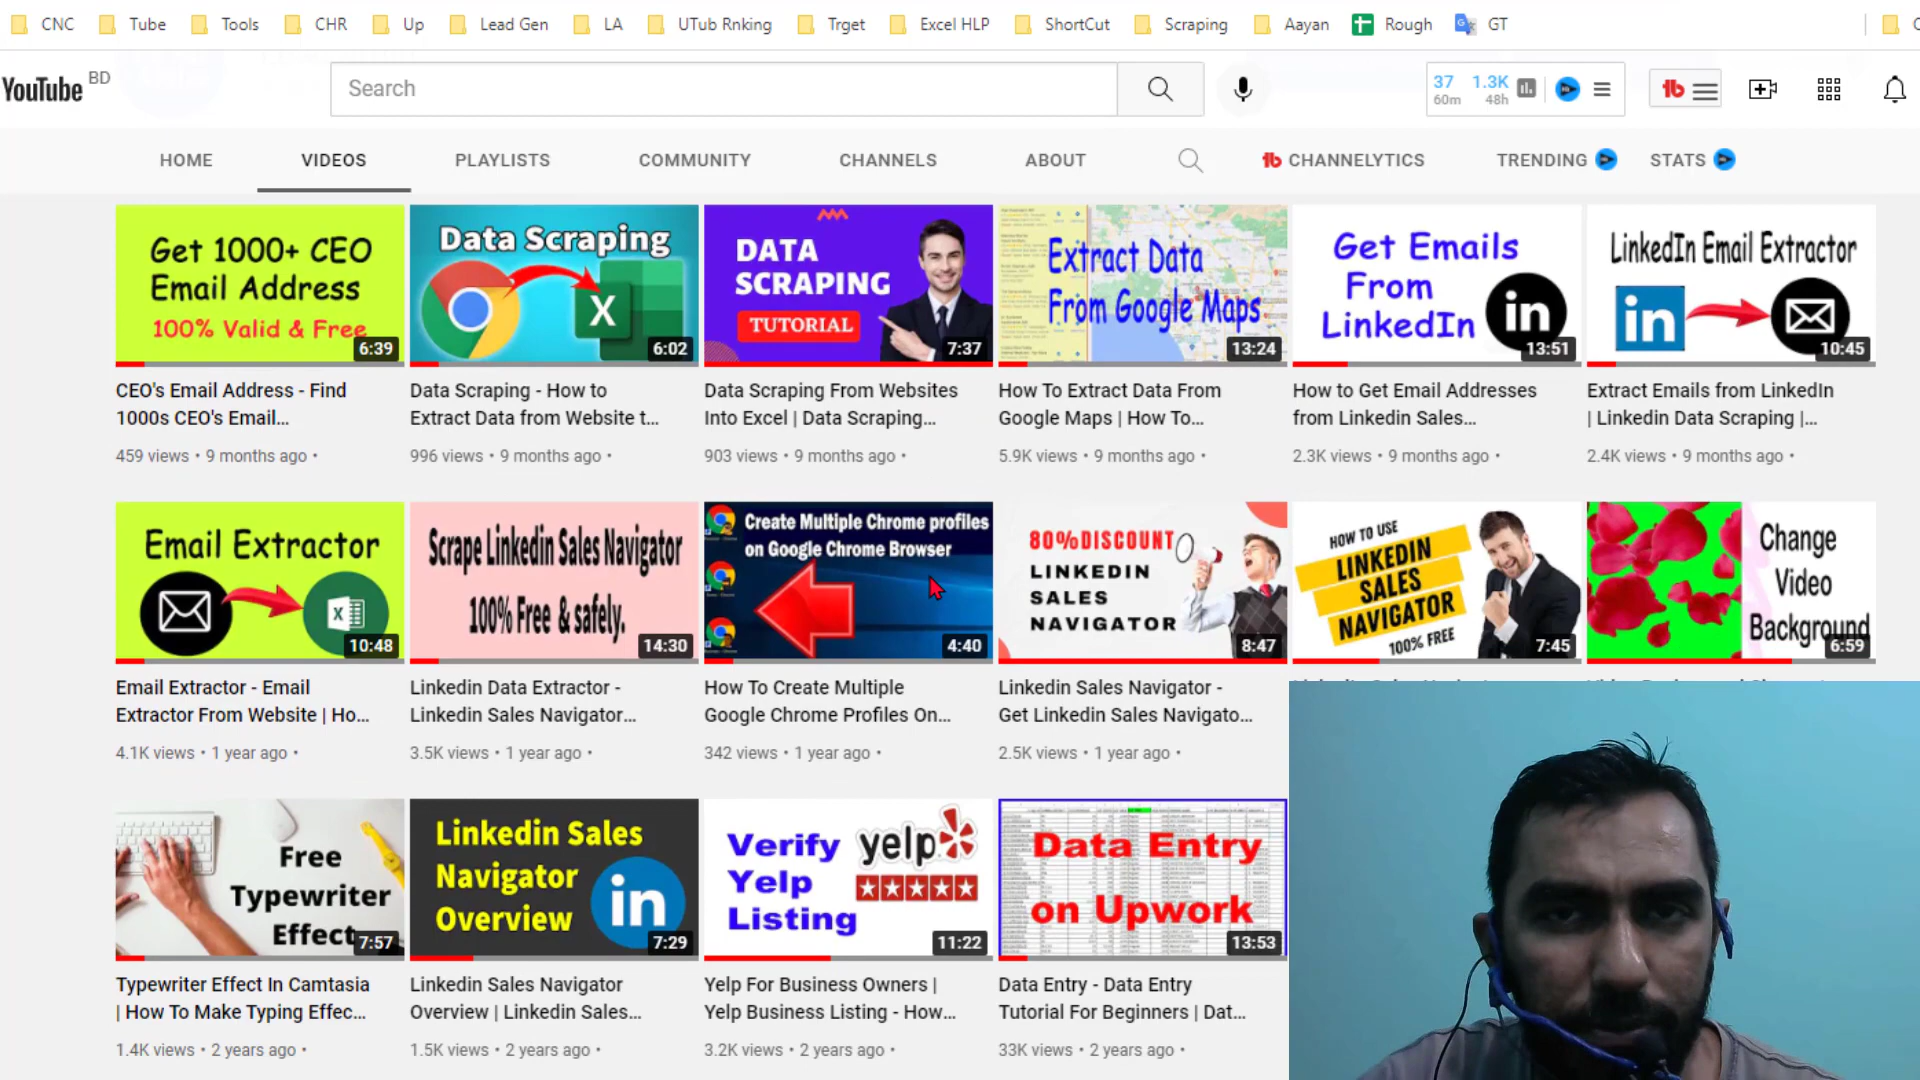 CNC Tube Tools CHR Up Lead Gen LA UTub Rnking Trget Excel HLP ShortCut Scraping Aayan Rough GT
YouTube BD
Search
37 1.3K
60m 48h
HOME VIDEOS PLAYLISTS COMMUNITY CHANNELS ABOUT CHANNELYTICS TRENDING STATS
Get 1000+ CEO
Email Address
100% Valid & Free
6:39
Data Scraping
6:02
DATA
SCRAPING
TUTORIAL
7:37
Extract Data
From Google Maps
13:24
Get Emails
From
LinkedIn
in
13:51
LinkedIn Email Extractor
in
10:45
CEO's Email Address - Find
1000s CEO's Email...
459 views • 9 months ago •
Data Scraping - How to
Extract Data from Website t...
996 views • 9 months ago •
Data Scraping From Websites
Into Excel | Data Scraping...
903 views • 9 months ago •
How To Extract Data From
Google Maps | How To...
5.9K views • 9 months ago •
How to Get Email Addresses
from Linkedin Sales...
2.3K views • 9 months ago •
Extract Emails from LinkedIn
| Linkedin Data Scraping |...
2.4K views • 9 months ago •
Email Extractor
10:48
Scrape Linkedin Sales Navigator
100% Free & safely.
14:30
Create Multiple Chrome profiles
on Google Chrome Browser
4:40
80%DISCOUNT
LINKEDIN
SALES
NAVIGATOR
8:47
HOW TO USE
LINKEDIN
SALES
NAVIGATOR
100% FREE
7:45
Change
Video
Background
6:59
Email Extractor - Email
Extractor From Website | Ho...
4.1K views • 1 year ago •
Linkedin Data Extractor -
Linkedin Sales Navigator...
3.5K views • 1 year ago •
How To Create Multiple
Google Chrome Profiles On...
342 views • 1 year ago •
Linkedin Sales Navigator -
Get Linkedin Sales Navigato...
2.5K views • 1 year ago •
Free
Typewriter
Effect
7:57
Linkedin Sales
Navigator
Overview
in
7:29
Verify
Yelp
Listing
yelp
11:22
Data Entry
on Upwork
13:53
Typewriter Effect In Camtasia
| How To Make Typing Effec...
1.4K views • 2 years ago •
Linkedin Sales Navigator
Overview | Linkedin Sales...
1.5K views • 2 years ago •
Yelp For Business Owners |
Yelp Business Listing - How...
3.2K views • 2 years ago •
Data Entry - Data Entry
Tutorial For Beginners | Dat...
33K views • 2 years ago •